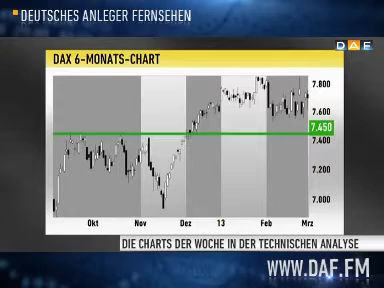 DEUTSCHES ANLEGER FERNSEHEN
DAF
DAX 6-MONATS-CHART
7.800
7.600
7.450
7.400
7.200
7.000
Okt Nov Dez 13 Feb Mrz
DIE CHARTS DER WOCHE IN DER TECHNISCHEN ANALYSE
WWW.DAF.FM